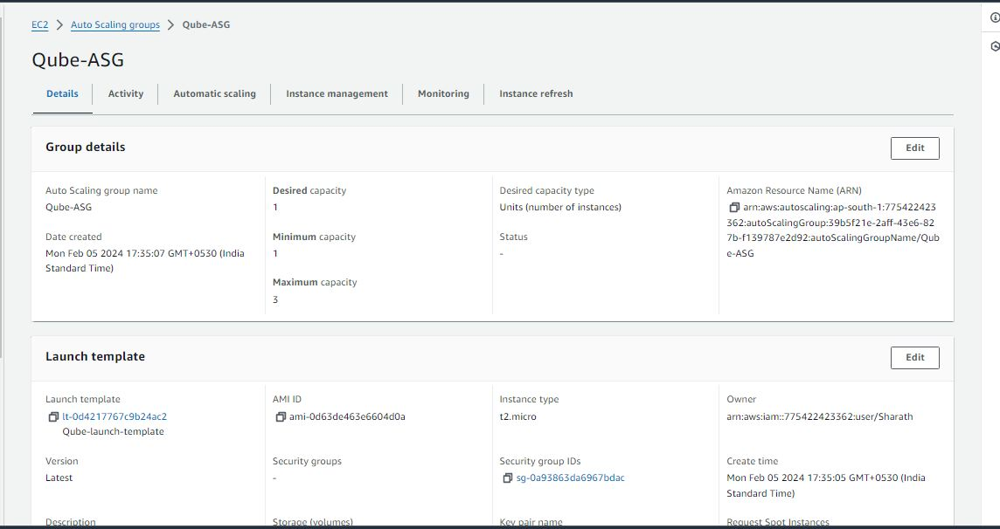 EC2 > Auto Scaling groups > Qube-ASG
Qube-ASG
Details
Activity
Automatic scaling
Instance management
Monitoring
Instance refresh
Group details
Edit
Auto Scaling group name
Qube-ASG
Date created
Mon Feb 05 2024 17:35:07 GMT+0530 (India
Standard Time)
Desired capacity
1
Minimum capacity
1
Maximum capacity
3
Desired capacity type
Units (number of instances)
Status
-
Amazon Resource Name (ARN)
arn:aws:autoscaling:ap-south-1:775422423
362:autoScalingGroup:39b5f21e-2aff-43e6-82
7b-f139787e2d92:autoScalingGroupName/Qub
e-ASG
Launch template
Edit
Launch template
lt-0d4217767c9b24ac2
Qube-launch-template
AMI ID
ami-0d63de463e6604d0a
Instance type
t2.micro
Owner
arn:aws:iam::775422423362:user/Sharath
Version
Latest
Security groups
-
Security group IDs
sg-0a93863da6967bdac
Create time
Mon Feb 05 2024 17:35:05 GMT+0530 (India
Standard Time)
Description
Storage (volumes)
Key pair name
Request Spot Instances